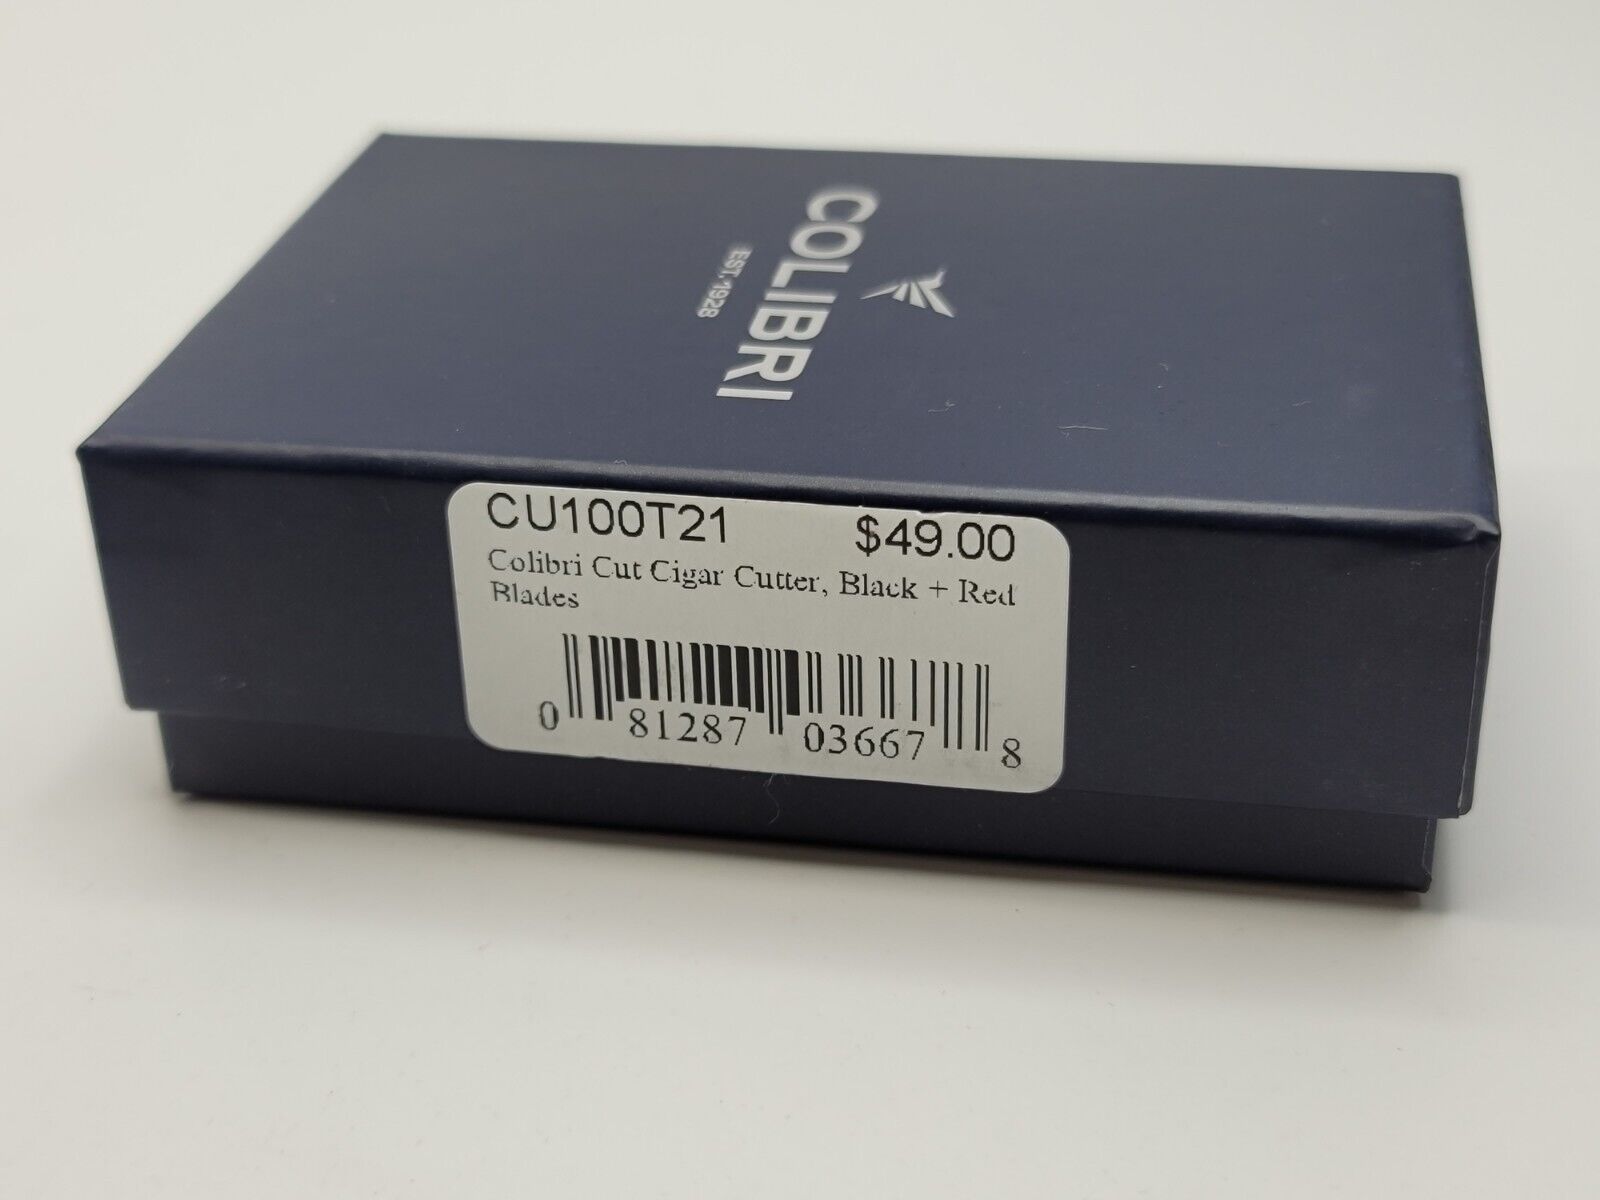 COLIBRI
EST. 1928
CU100T21 $49.00
Colibri Cut Cigar Cutter, Black + Red
Blades
0 81287 03667 8